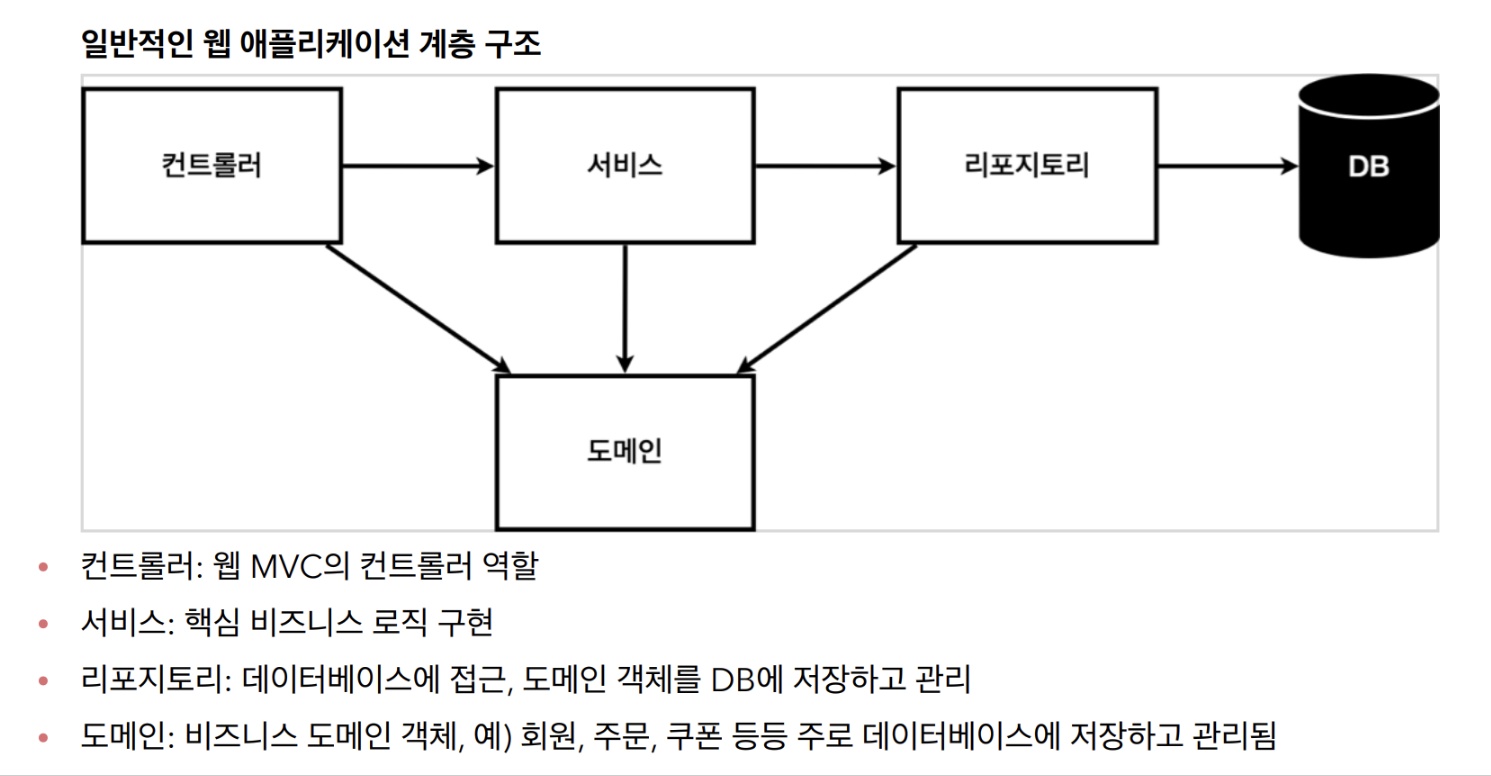 일반적인 웹 애플리케이션 계층 구조
컨트롤러
서비스
리포지토리
DB
도메인
• 컨트롤러: 웹 MVC의 컨트롤러 역할
• 서비스: 핵심 비즈니스 로직 구현
• 리포지토리: 데이터베이스에 접근, 도메인 객체를 DB에 저장하고 관리
• 도메인: 비즈니스 도메인 객체, 예) 회원, 주문, 쿠폰 등등 주로 데이터베이스에 저장하고 관리됨